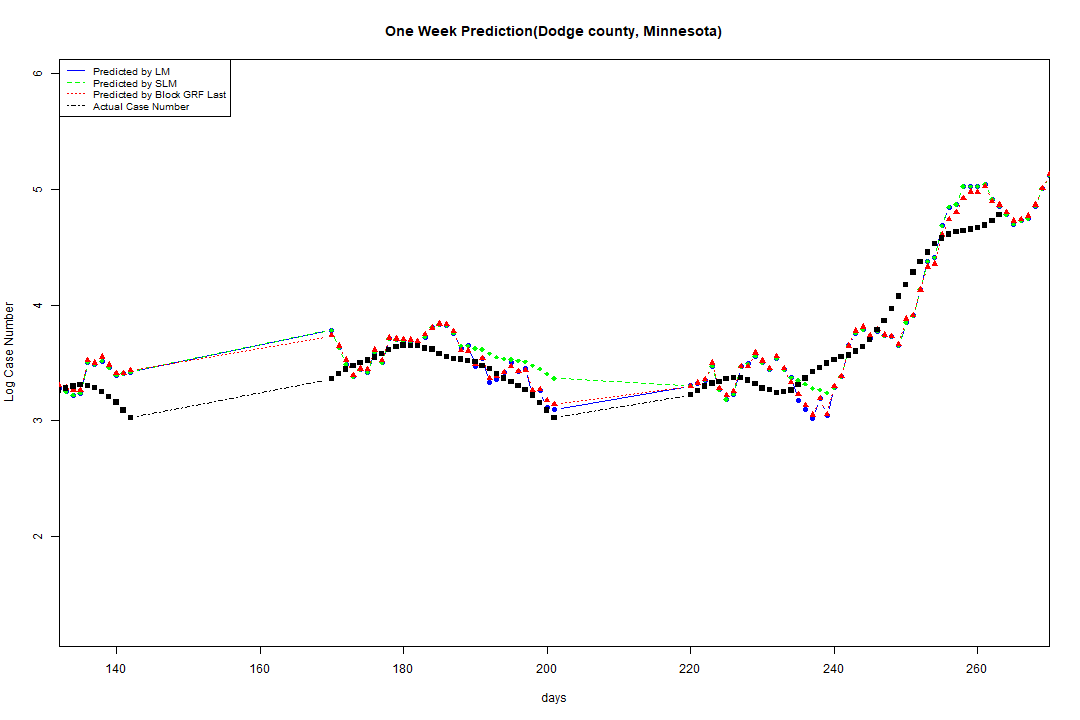 One Week Prediction(Dodge county, Minnesota)
Predicted by LM
Predicted by SLM
Predicted by Block GRF Last
Actual Case Number
Log Case Number
6
5
4
3
2
140 160 180 200 220 240 260
days